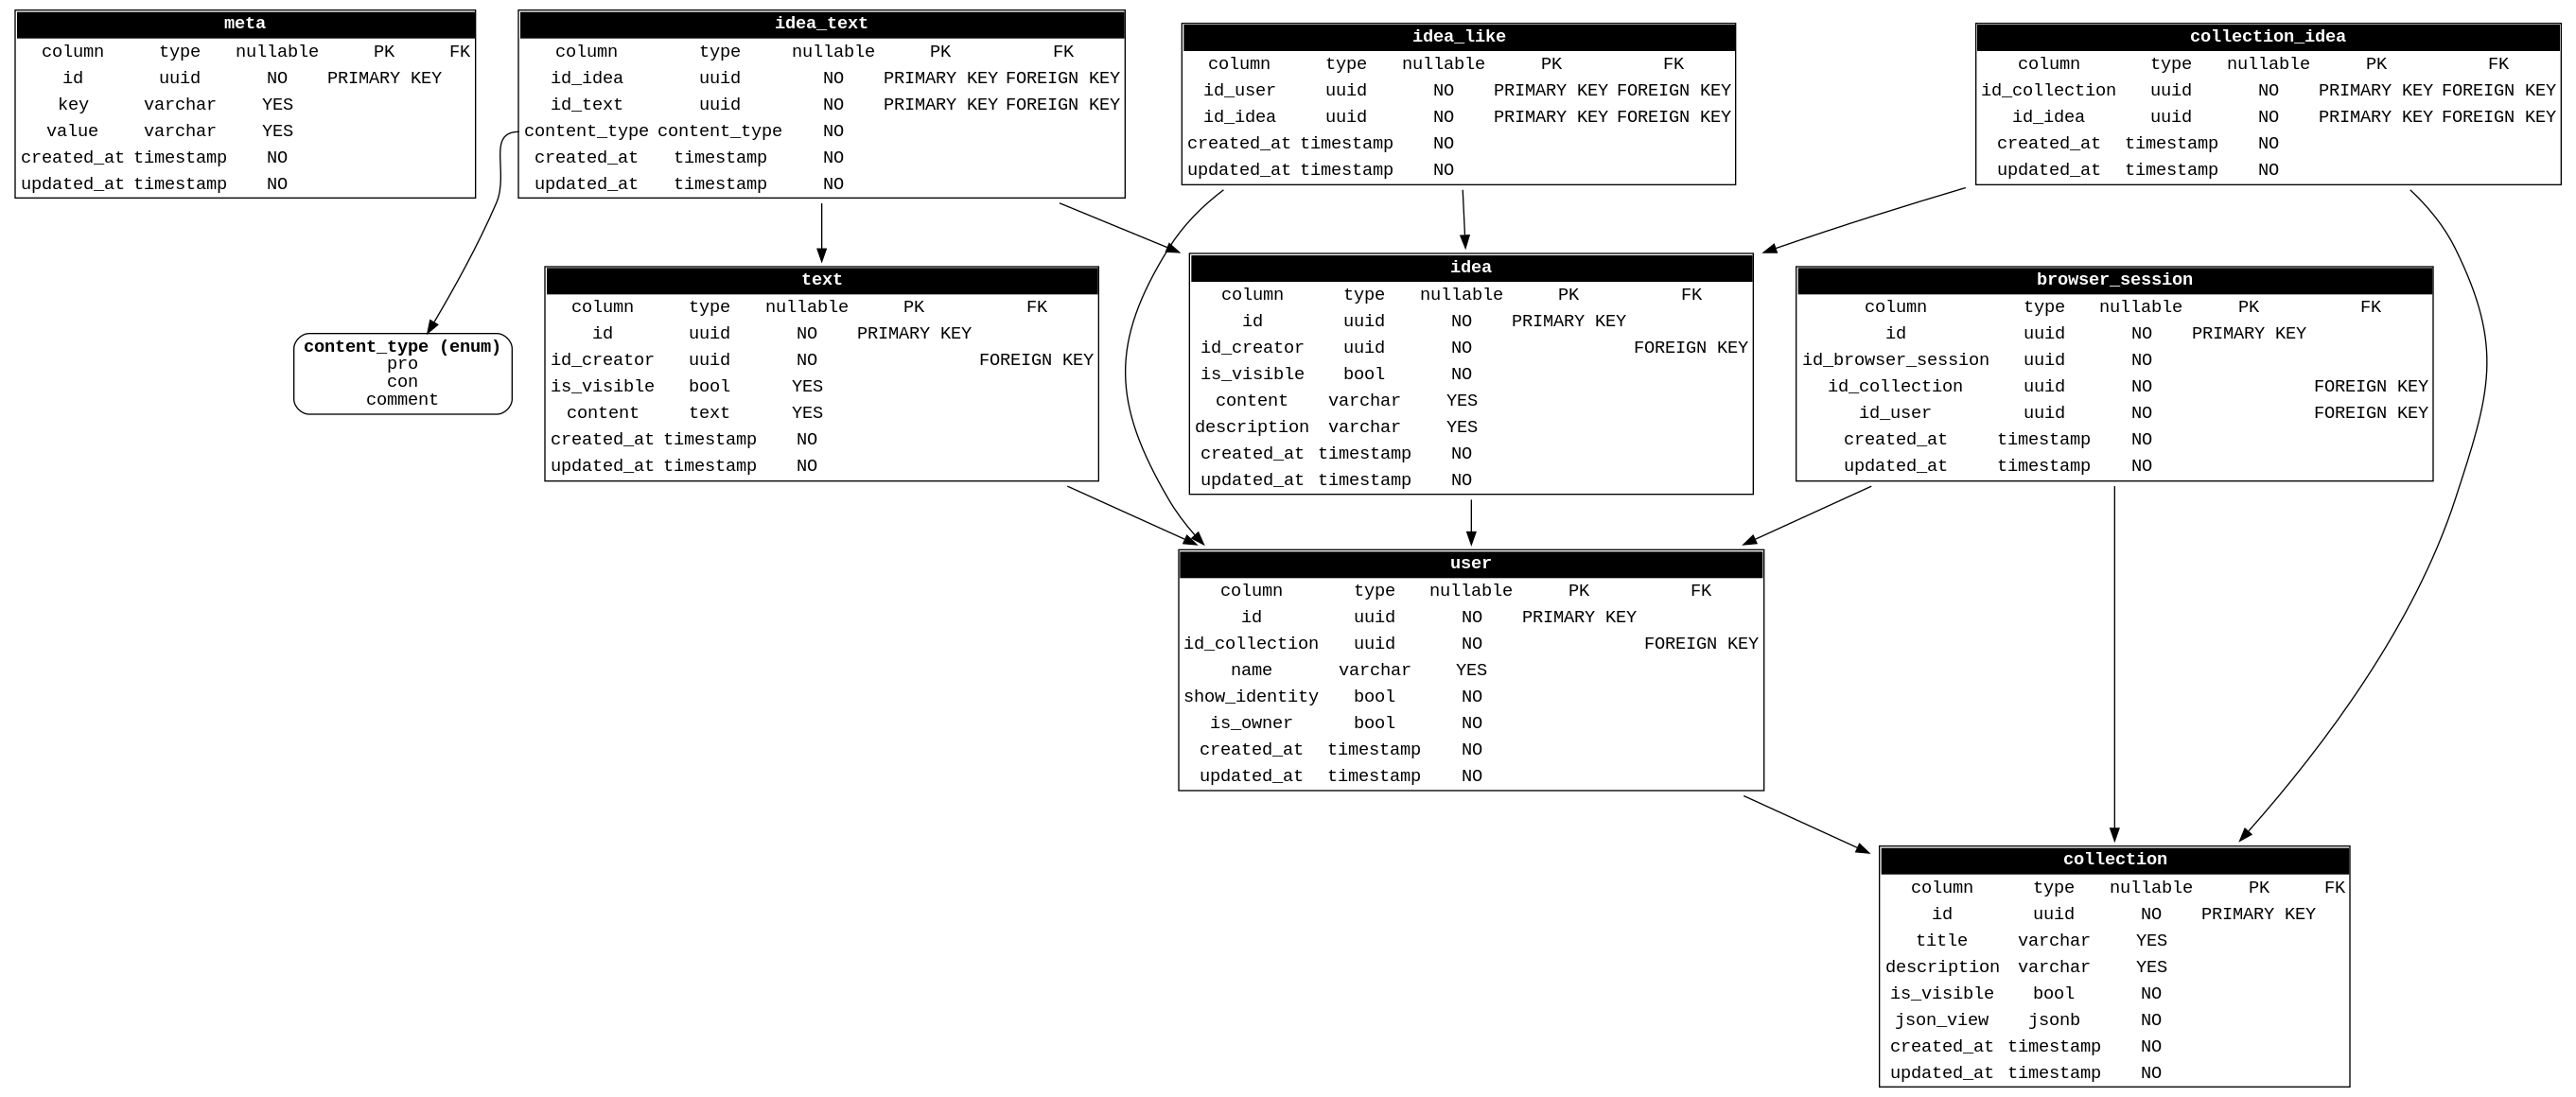 meta
column type nullable PK FK
id uuid NO PRIMARY KEY
key varchar YES
value varchar YES
created_at timestamp NO
updated_at timestamp NO
idea_text
column type nullable PK FK
id_idea uuid NO PRIMARY KEY FOREIGN KEY
id_text uuid NO PRIMARY KEY FOREIGN KEY
content_type content_type NO
created_at timestamp NO
updated_at timestamp NO
idea_like
column type nullable PK FK
id_user uuid NO PRIMARY KEY FOREIGN KEY
id_idea uuid NO PRIMARY KEY FOREIGN KEY
created_at timestamp NO
updated_at timestamp NO
collection_idea
column type nullable PK FK
id_collection uuid NO PRIMARY KEY FOREIGN KEY
id_idea uuid NO PRIMARY KEY FOREIGN KEY
created_at timestamp NO
updated_at timestamp NO
content_type (enum)
pro
con
comment
text
column type nullable PK FK
id uuid NO PRIMARY KEY
id_creator uuid NO FOREIGN KEY
is_visible bool YES
content text YES
created_at timestamp NO
updated_at timestamp NO
idea
column type nullable PK FK
id uuid NO PRIMARY KEY
id_creator uuid NO FOREIGN KEY
is_visible bool NO
content varchar YES
description varchar YES
created_at timestamp NO
updated_at timestamp NO
browser_session
column type nullable PK FK
id uuid NO PRIMARY KEY
id_browser_session uuid NO
id_collection uuid NO FOREIGN KEY
id_user uuid NO FOREIGN KEY
created_at timestamp NO
updated_at timestamp NO
user
column type nullable PK FK
id uuid NO PRIMARY KEY
id_collection uuid NO FOREIGN KEY
name varchar YES
show_identity bool NO
is_owner bool NO
created_at timestamp NO
updated_at timestamp NO
collection
column type nullable PK FK
id uuid NO PRIMARY KEY
title varchar YES
description varchar YES
is_visible bool NO
json_view jsonb NO
created_at timestamp NO
updated_at timestamp NO